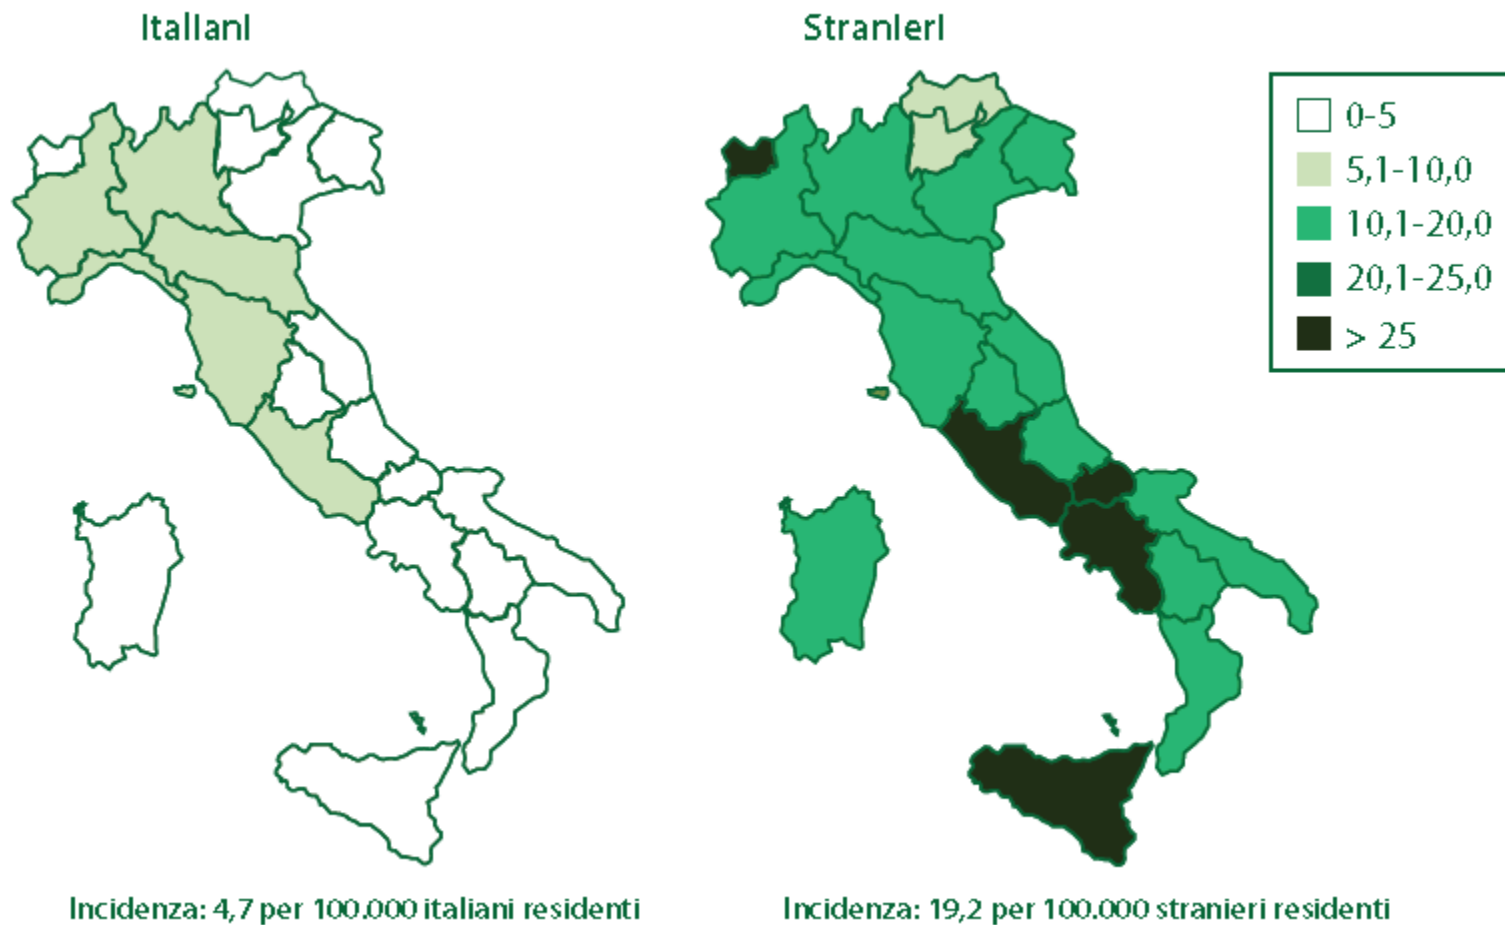 Italiani
Stranieri
0-5
5,1-10,0
10,1-20,0
20,1-25,0
> 25
Incidenza: 4,7 per 100.000 italiani residenti
Incidenza: 19,2 per 100.000 stranieri residenti